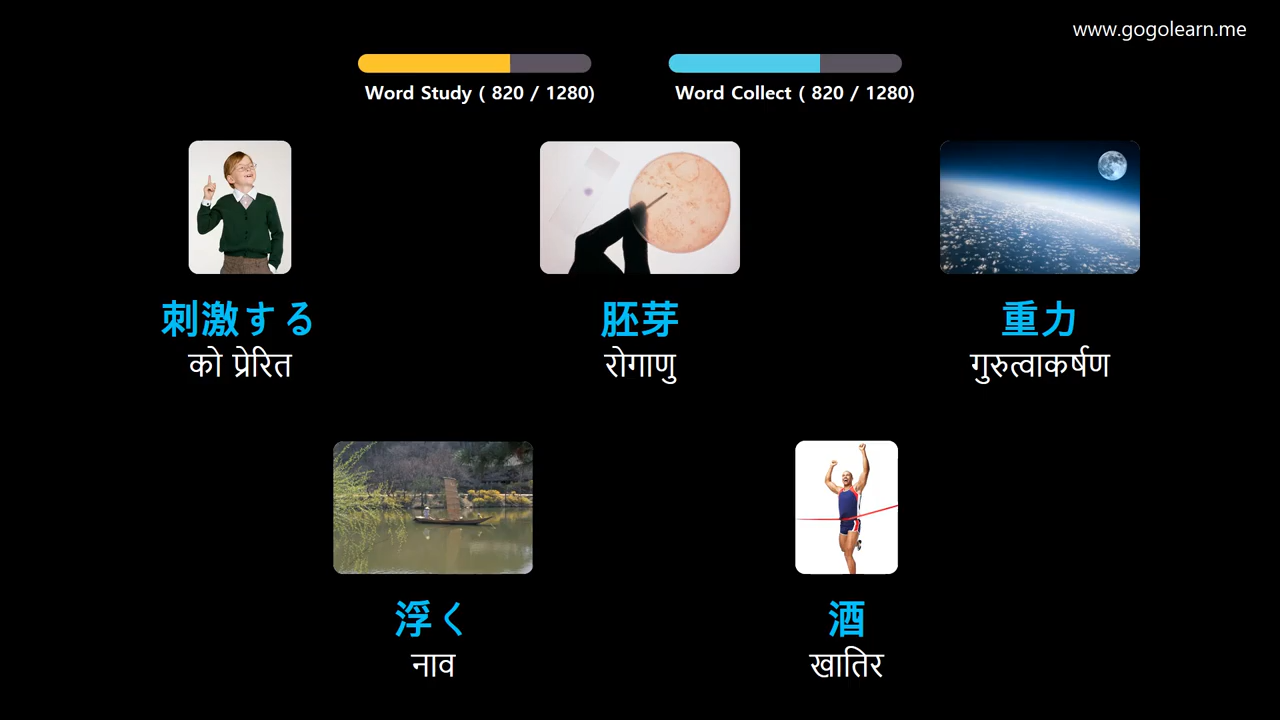 www.gogolearn.me
Word Study ( 820 / 1280)
Word Collect ( 820 / 1280)
刺激する
को प्रेरित
胚芽
रोगाणु
重力
गुरुत्वाकर्षण
浮く
नाव
酒
खातिर